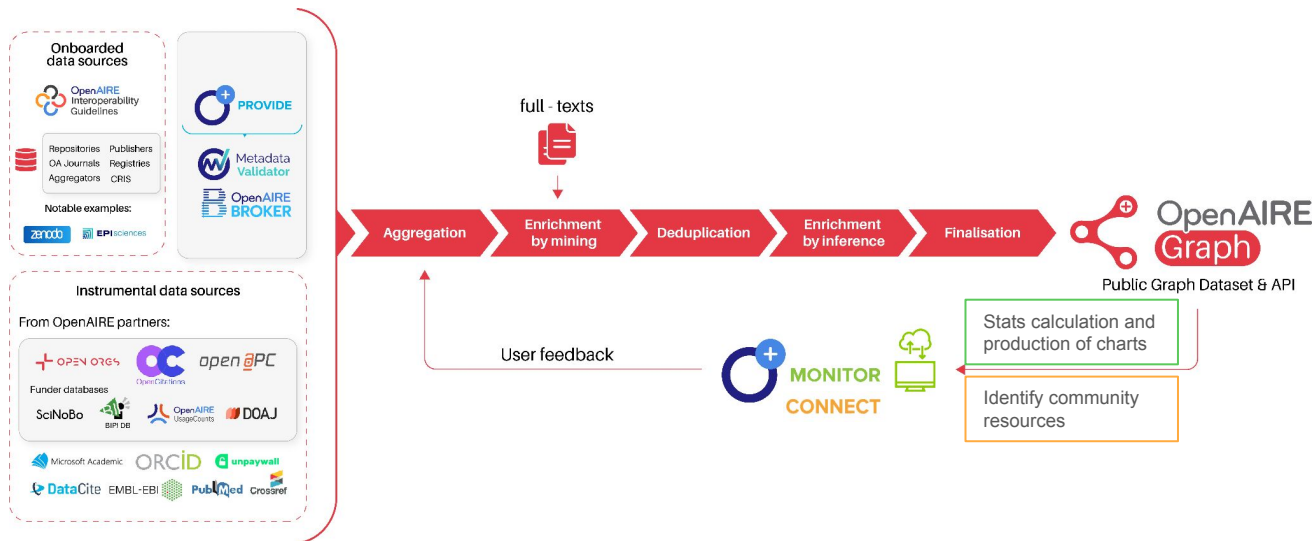 Onboarded
data sources
OpenAIRE
Interoperability
Guidelines
Repositories Publishers
OA Journals Registries
Aggregators CRIS
Notable examples:
zenodo
EPIsciences
PROVIDE
Metadata
Validator
OpenAIRE
BROKER
Instrumental data sources
From OpenAIRE partners:
OPEN ORGS
OpenCitations
open aPC
Funder databases
SciNoBo
BIP! DB
OpenAIRE
UsageCounts
DOAJ
Microsoft Academic
ORCID
unpaywall
DataCite
EMBL-EBI
PubMed
Crossref
full - texts
Aggregation
Enrichment
by mining
Deduplication
Enrichment
by inference
Finalisation
OpenAIRE
Graph
Public Graph Dataset & API
User feedback
MONITOR
CONNECT
Stats calculation and
production of charts
Identify community
resources